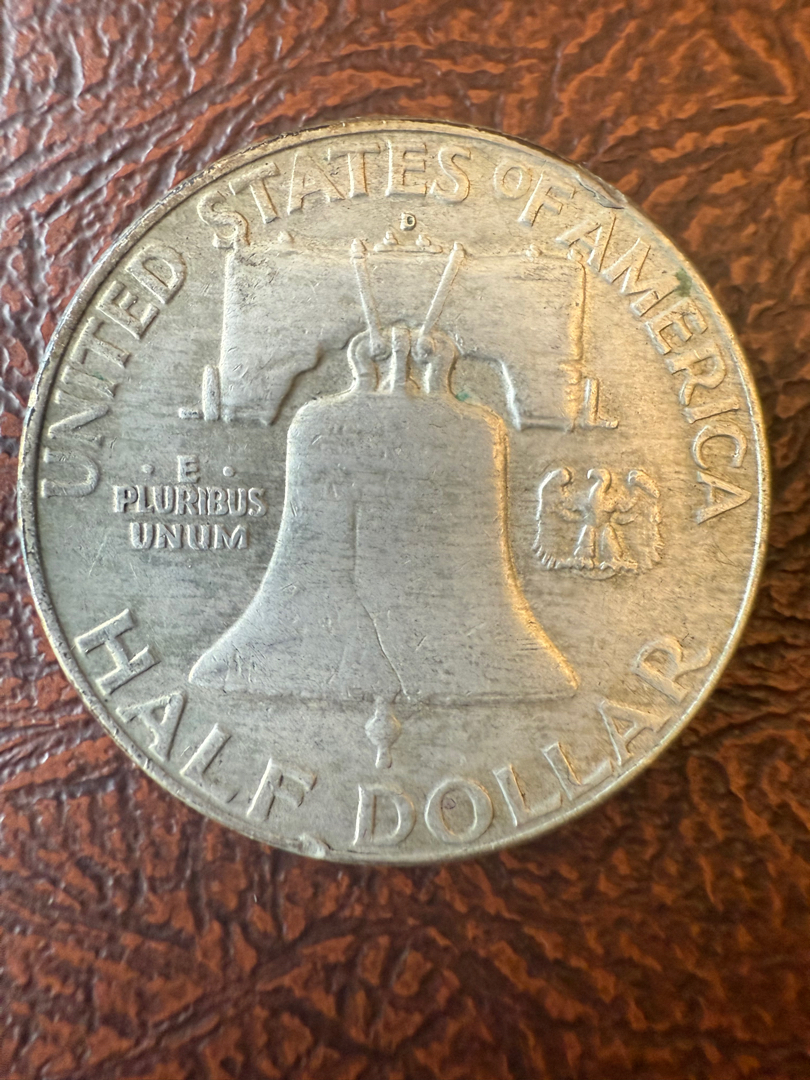 UNITED STATES OF AMERICA
D
· E ·
PLURIBUS
UNUM
HALF DOLLAR